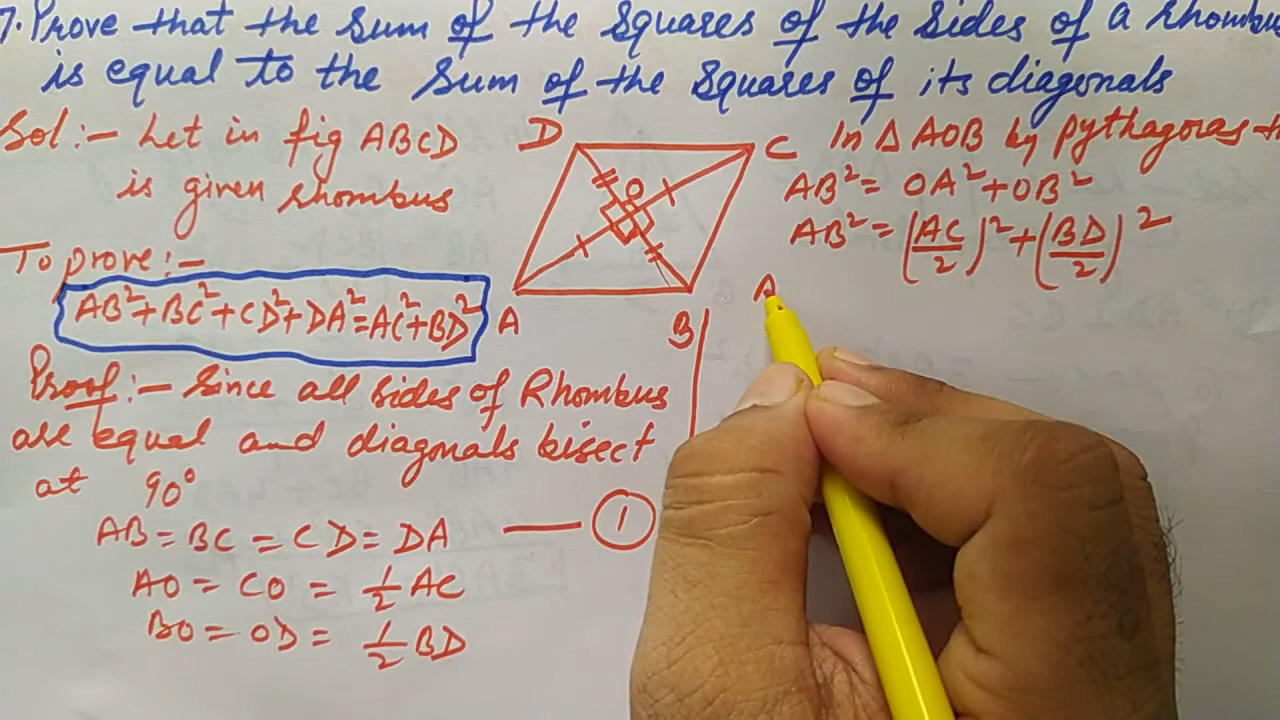 7. Prove that the sum of the squares of the sides of a rhombus
is equal to the sum of the squares of its diagonals
Sol:- Let in fig ABCD
is given rhombus
To prove:-
AB²+BC²+CD²+DA²=AC²+BD²
Proof:- Since all sides of Rhombus
are equal and diagonals bisect
at 90°
AB = BC = CD = DA — ①
AO = CO = 1/2 AC
BO = OD = 1/2 BD
D
C
O
A
B
In Δ AOB by pythagoras
AB² = OA² + OB²
AB² = (AC/2)² + (BD/2)²
A